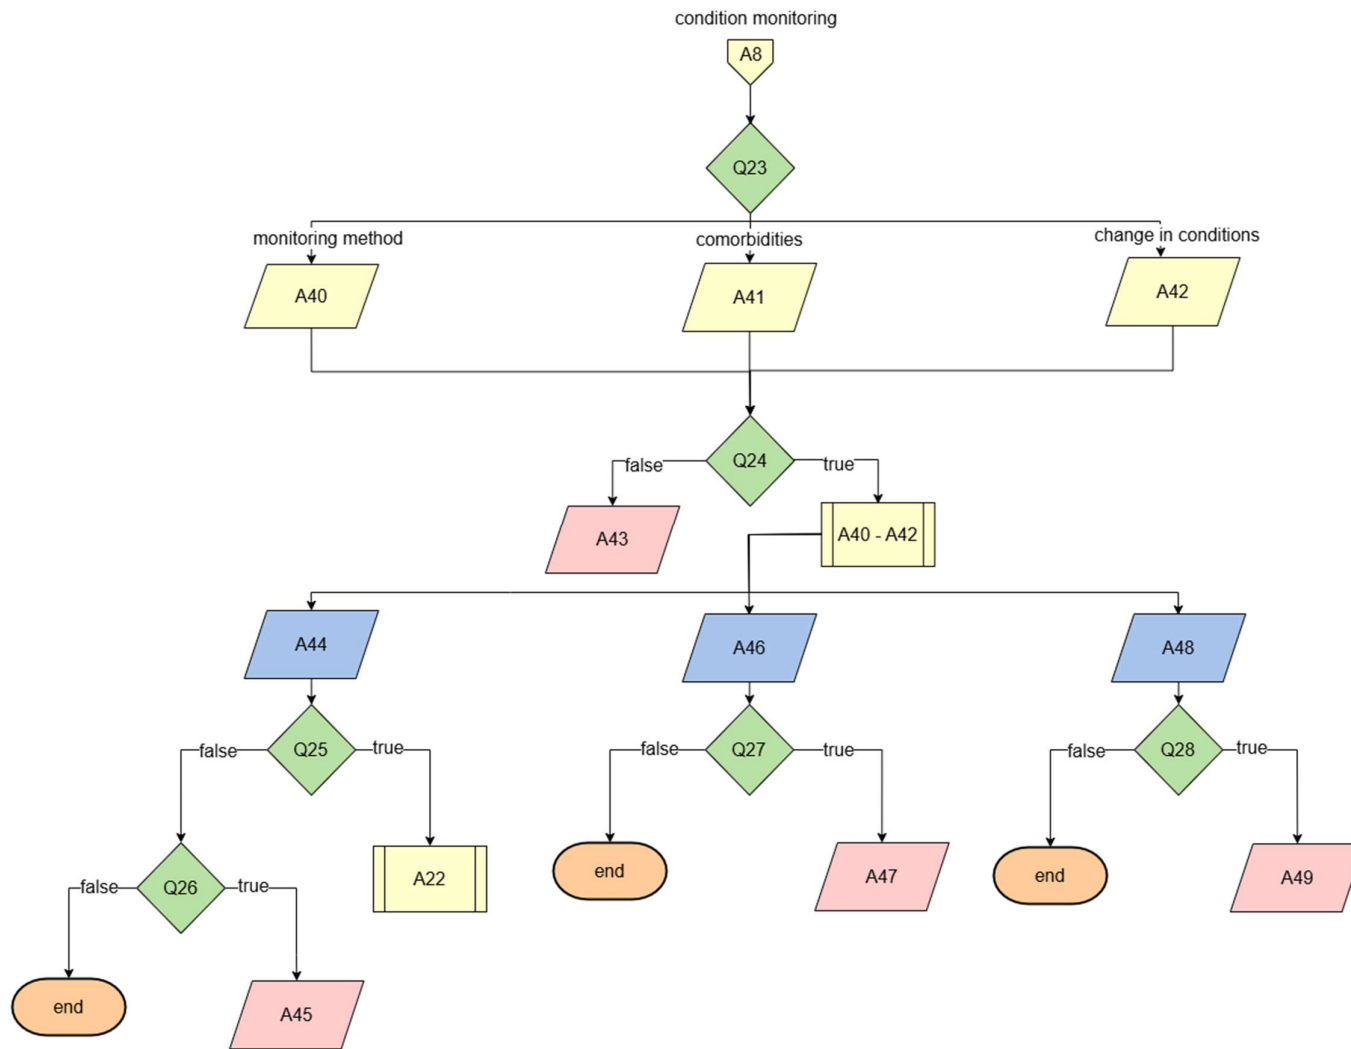 condition monitoring
A8
Q23
monitoring method
comorbidities
change in conditions
A40
A41
A42
false
Q24
true
A43
A40 - A42
A44
A46
A48
false
Q25
true
false
Q27
true
false
Q28
true
false
Q26
true
A22
end
A47
end
A49
end
A45